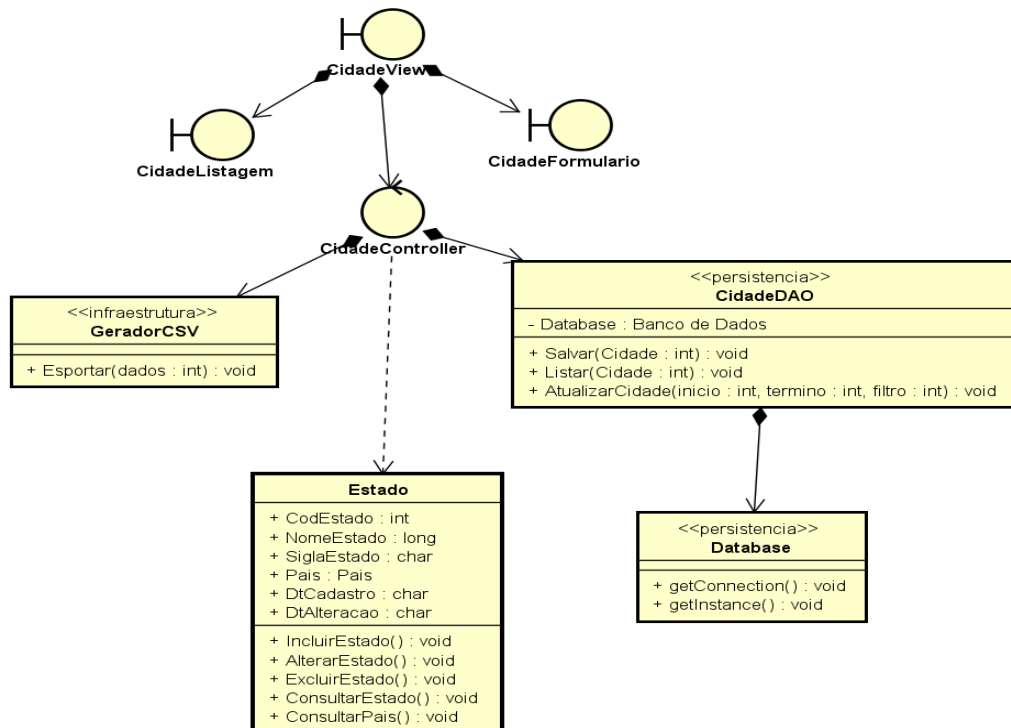 CidadeView
CidadeListagem
CidadeFormulario
CidadeController
<<infraestrutura>>
GeradorCSV
+ Esportar(dados : int) : void
<<persistencia>>
CidadeDAO
- Database : Banco de Dados
+ Salvar(Cidade : int) : void
+ Listar(Cidade : int) : void
+ AtualizarCidade(inicio : int, termino : int, filtro : int) : void
Estado
+ CodEstado : int
+ NomeEstado : long
+ SiglaEstado : char
+ Pais : Pais
+ DtCadastro : char
+ DtAlteracao : char
+ IncluirEstado() : void
+ AlterarEstado() : void
+ ExcluirEstado() : void
+ ConsultarEstado() : void
+ ConsultarPais() : void
<<persistencia>>
Database
+ getConnection() : void
+ getInstance() : void